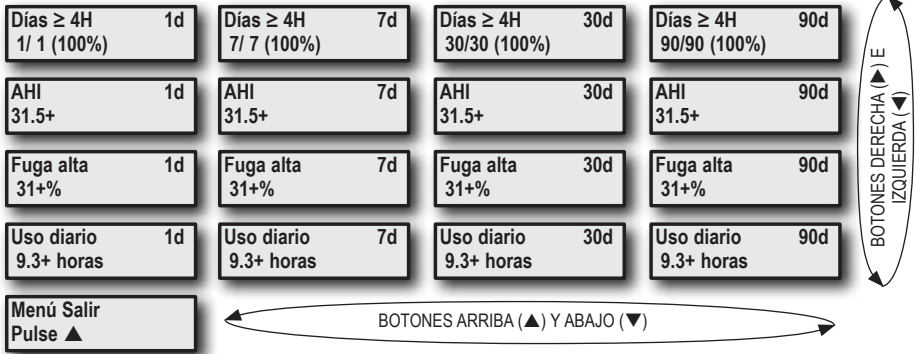 Días ≥ 4H 1d
1/ 1 (100%)
Días ≥ 4H 7d
7/ 7 (100%)
Días ≥ 4H 30d
30/30 (100%)
Días ≥ 4H 90d
90/90 (100%)
AHI 1d
31.5+
AHI 7d
31.5+
AHI 30d
31.5+
AHI 90d
31.5+
Fuga alta 1d
31+%
Fuga alta 7d
31+%
Fuga alta 30d
31+%
Fuga alta 90d
31+%
Uso diario 1d
9.3+ horas
Uso diario 7d
9.3+ horas
Uso diario 30d
9.3+ horas
Uso diario 90d
9.3+ horas
Menú Salir
Pulse ▲
BOTONES ARRIBA (▲) Y ABAJO (▼)
BOTONES DERECHA (▶) E
IZQUIERDA (◀)